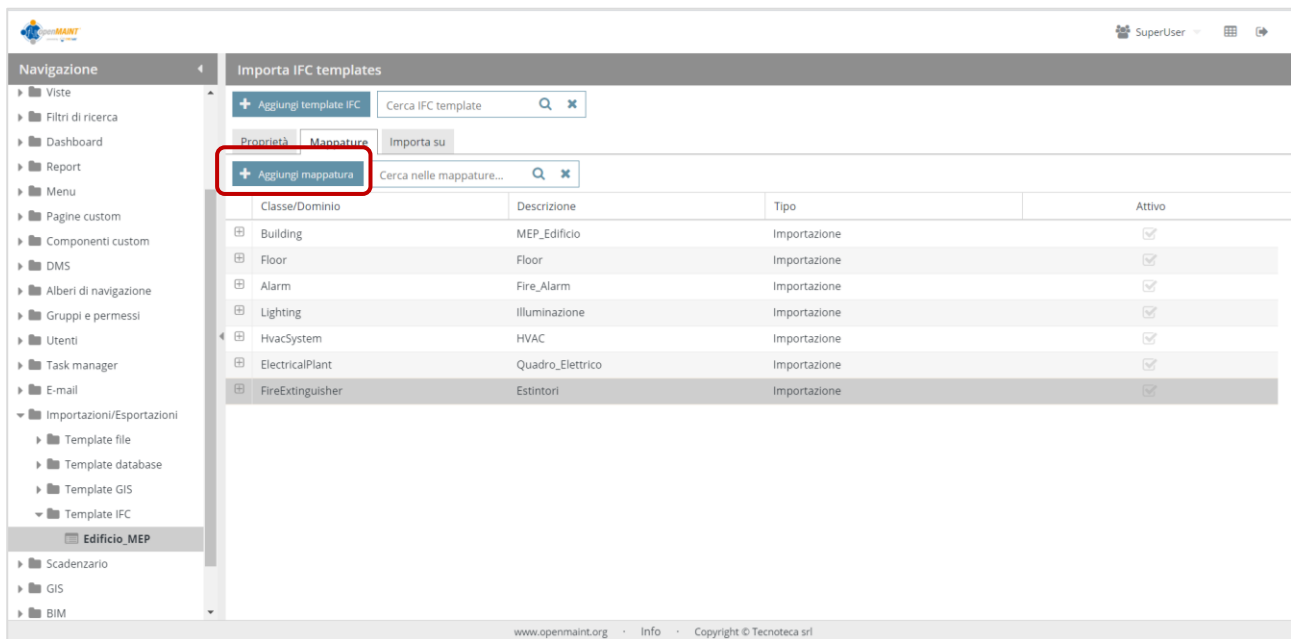 openMAINT
SuperUser
Navigazione
Importa IFC templates
Viste
Filtri di ricerca
Dashboard
Report
Menu
Pagine custom
Componenti custom
DMS
Alberi di navigazione
Gruppi e permessi
Utenti
Task manager
E-mail
Importazioni/Esportazioni
Template file
Template database
Template GIS
Template IFC
Edificio_MEP
Scadenzario
GIS
BIM
Aggiungi template IFC
Cerca IFC template
Proprietà Mappature Importa su
Aggiungi mappatura
Cerca nelle mappature...
Classe/Dominio Descrizione Tipo Attivo
Building MEP_Edificio Importazione
Floor Floor Importazione
Alarm Fire_Alarm Importazione
Lighting Illuminazione Importazione
HvacSystem HVAC Importazione
ElectricalPlant Quadro_Elettrico Importazione
FireExtinguisher Estintori Importazione
www.openmaint.org · Info · Copyright © Tecnoteca srl